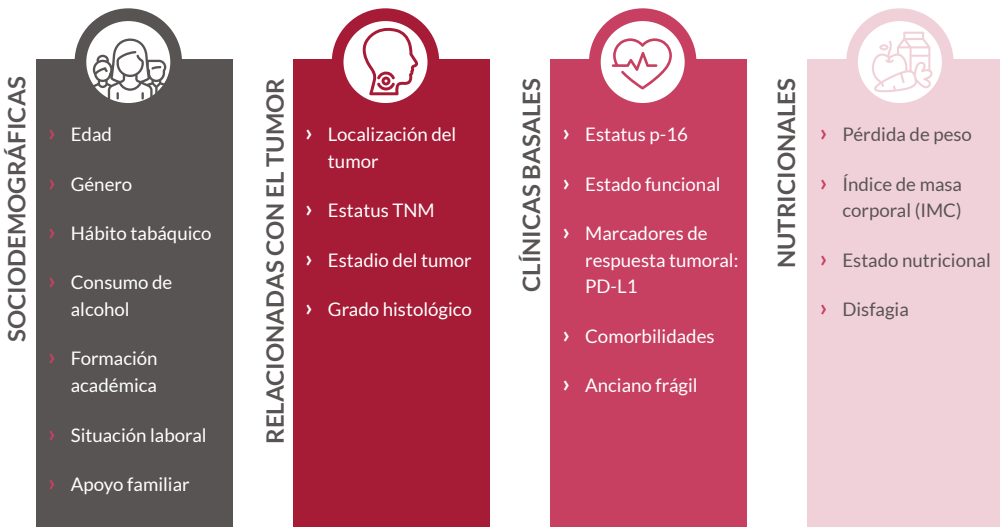 SOCIODEMOGRÁFICAS
› Edad
› Género
› Hábito tabáquico
› Consumo de
alcohol
› Formación
académica
› Situación laboral
› Apoyo familiar
RELACIONADAS CON EL TUMOR
› Localización del
tumor
› Estatus TNM
› Estadio del tumor
› Grado histológico
CLÍNICAS BASALES
› Estatus p-16
› Estado funcional
› Marcadores de
respuesta tumoral:
PD-L1
› Comorbilidades
› Anciano frágil
NUTRICIONALES
› Pérdida de peso
› Índice de masa
corporal (IMC)
› Estado nutricional
› Disfagia